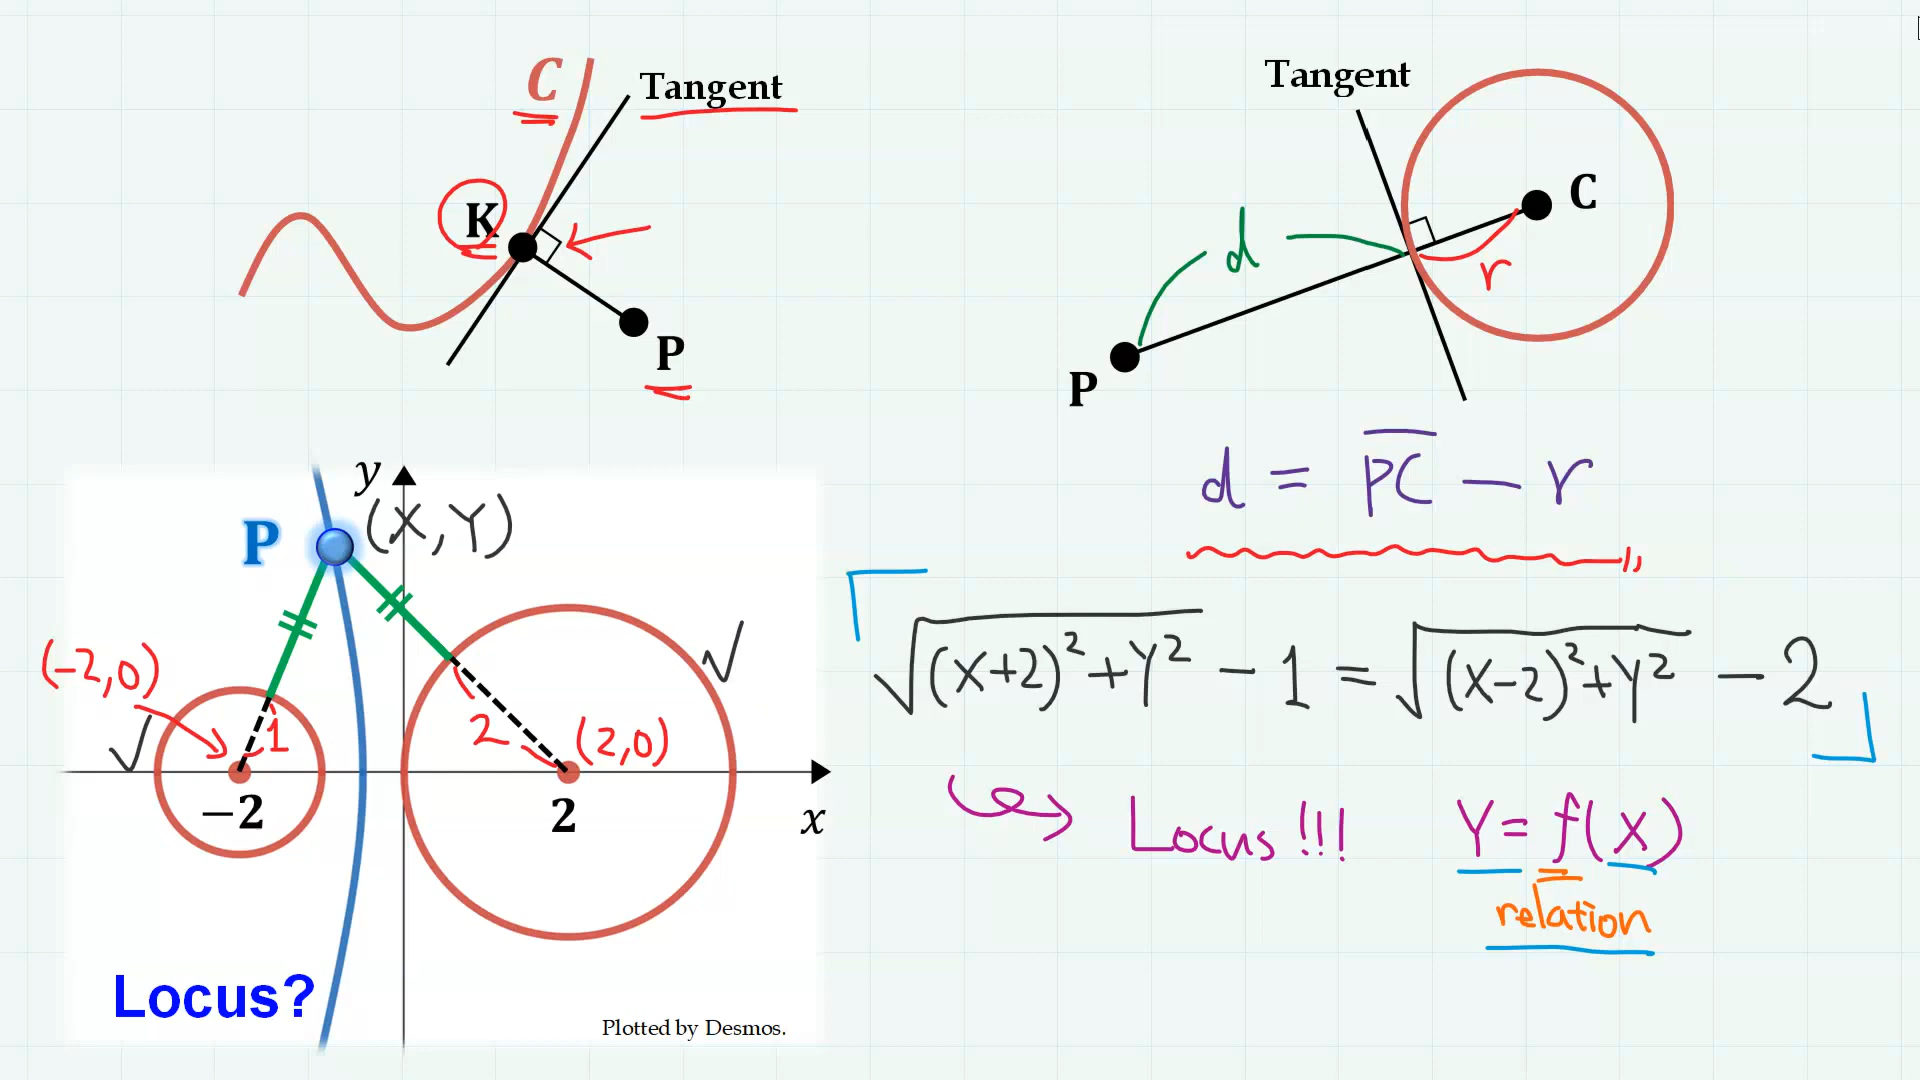 C
Tangent
K
P
Tangent
C
d
r
P
d = \overline{PC} - r
y
P
(X, Y)
√((X+2)²+Y²) - 1 = √((X-2)²+Y²) - 2
(-2,0)
1
2
(2,0)
−2
2
x
Locus !!!
Y = f(X)
relation
Locus?
Plotted by Desmos.